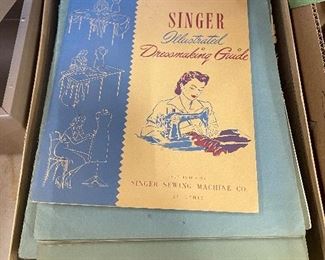 SINGER
Illustrated
Dressmaking Guide
SINGER SEWING MACHINE CO.